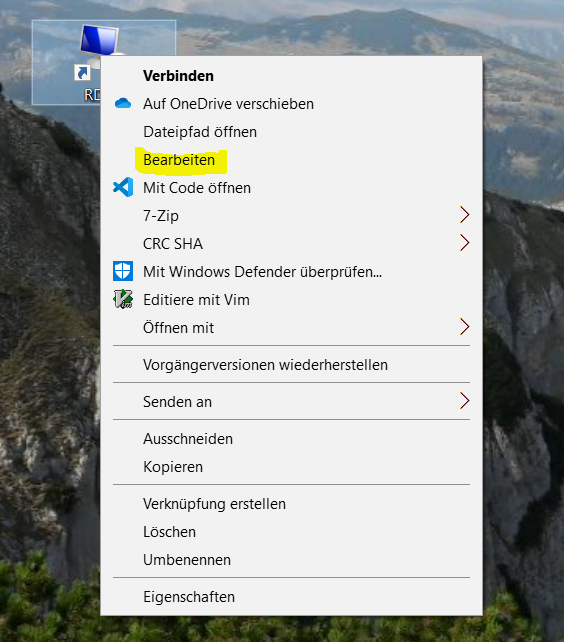 RD
Verbinden
Auf OneDrive verschieben
Dateipfad öffnen
Bearbeiten
Mit Code öffnen
7-Zip
CRC SHA
Mit Windows Defender überprüfen...
Editiere mit Vim
Öffnen mit
Vorgängerversionen wiederherstellen
Senden an
Ausschneiden
Kopieren
Verknüpfung erstellen
Löschen
Umbenennen
Eigenschaften